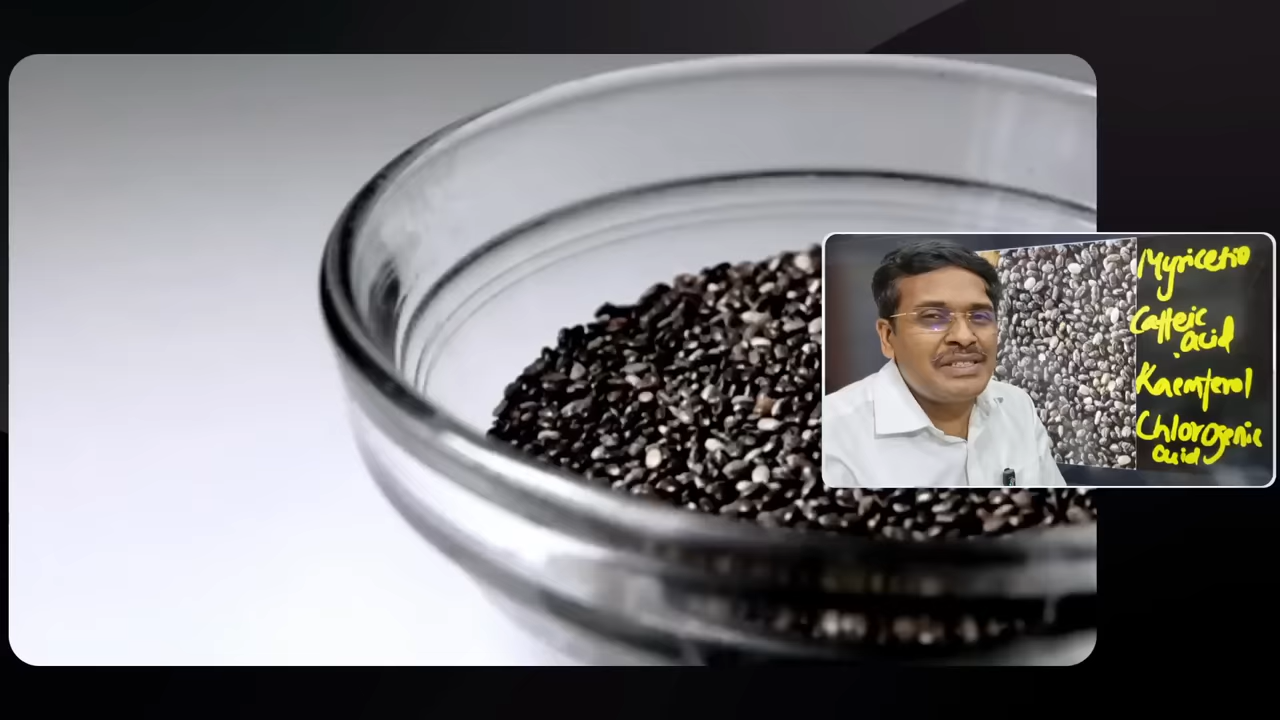 Myricetin
Caffeic
acid
Kaemferol
Chlorogenic
acid